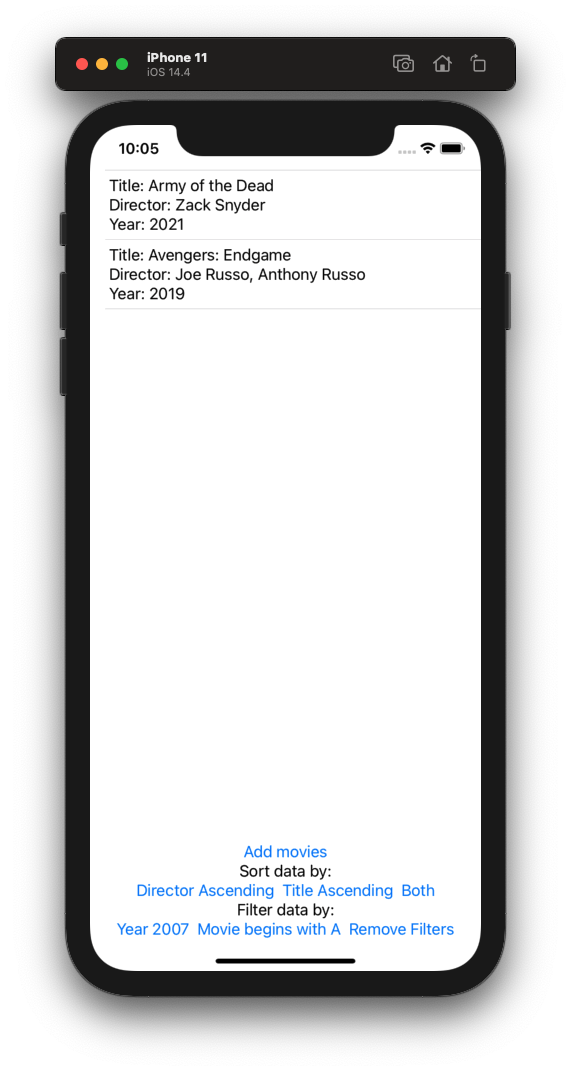 iPhone 11
iOS 14.4
10:05
Title: Army of the Dead
Director: Zack Snyder
Year: 2021
Title: Avengers: Endgame
Director: Joe Russo, Anthony Russo
Year: 2019
Add movies
Sort data by:
Director Ascending Title Ascending Both
Filter data by:
Year 2007 Movie begins with A Remove Filters